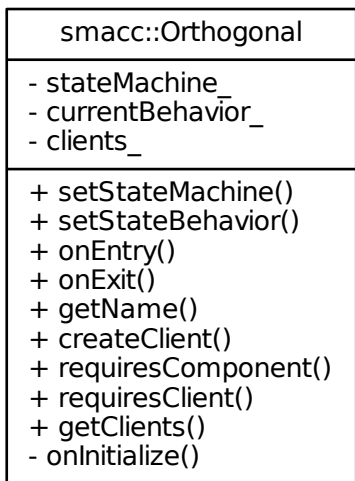 smacc::Orthogonal
- stateMachine_
- currentBehavior_
- clients_
+ setStateMachine()
+ setStateBehavior()
+ onEntry()
+ onExit()
+ getName()
+ createClient()
+ requiresComponent()
+ requiresClient()
+ getClients()
- onInitialize()